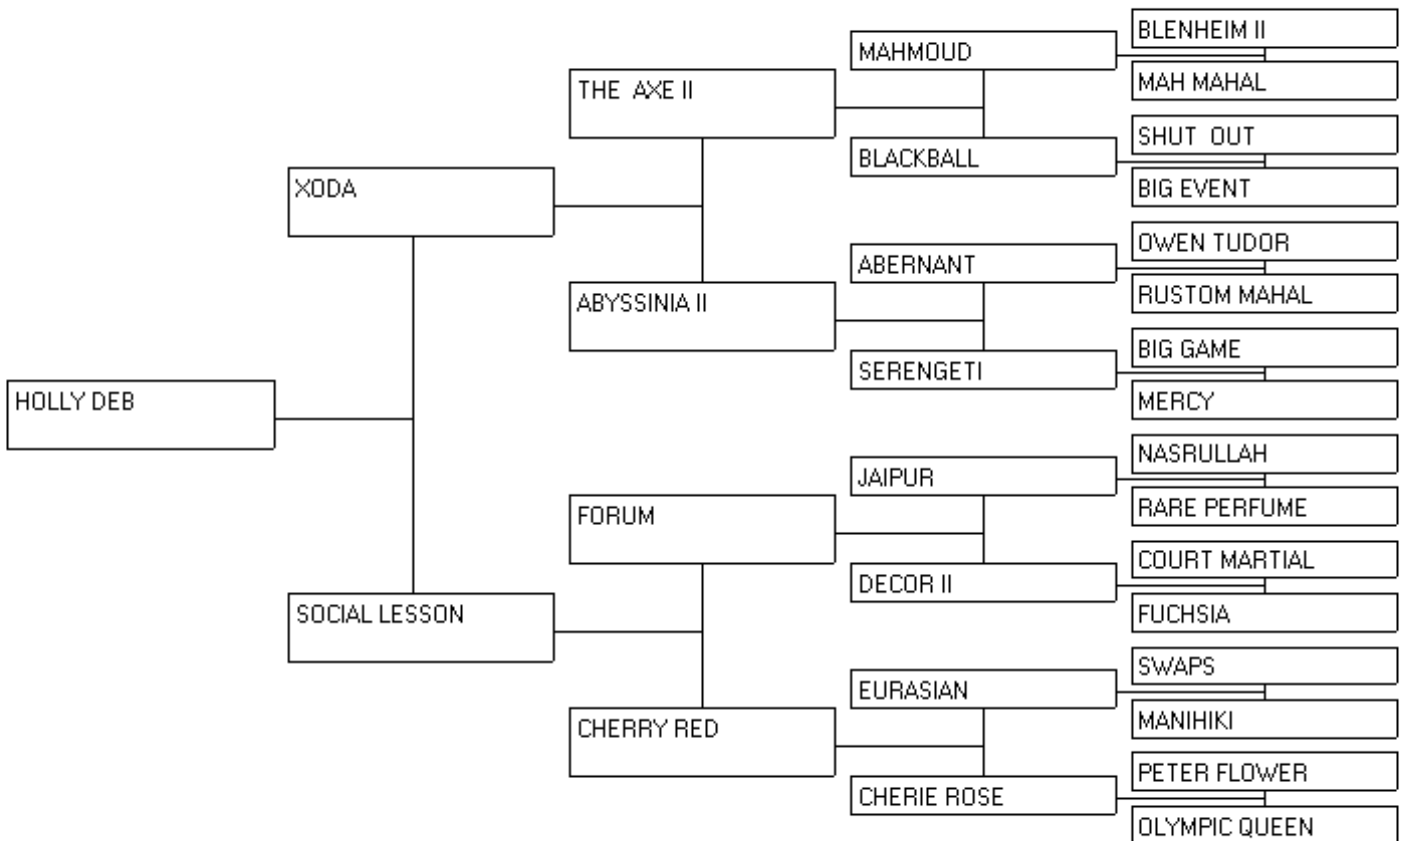 BLENHEIM II
MAHMOUD
MAH MAHAL
THE AXE II
SHUT OUT
BLACKBALL
BIG EVENT
XODA
OWEN TUDOR
ABERNANT
RUSTOM MAHAL
ABYSSINIA II
BIG GAME
SERENGETI
MERCY
HOLLY DEB
NASRULLAH
JAIPUR
RARE PERFUME
FORUM
COURT MARTIAL
DECOR II
FUCHSIA
SOCIAL LESSON
SWAPS
EURASIAN
MANIHIKI
CHERRY RED
PETER FLOWER
CHERIE ROSE
OLYMPIC QUEEN